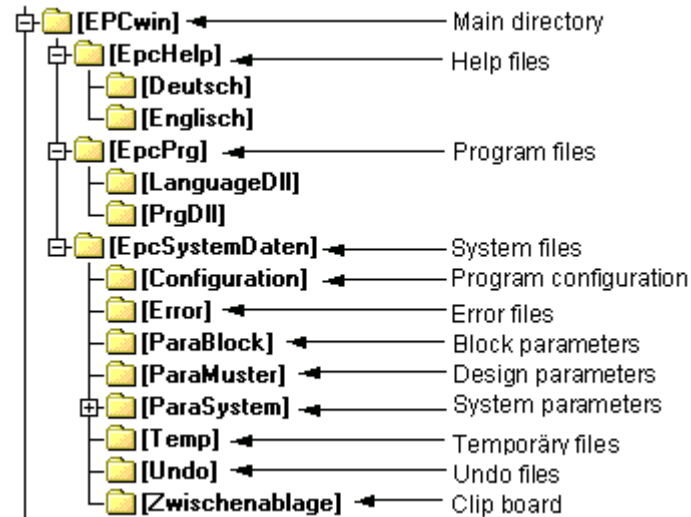 [EPCwin] Main directory
[EpcHelp] Help files
[Deutsch]
[Englisch]
[EpcPrg] Program files
[LanguageDll]
[PrgDll]
[EpcSystemDaten] System files
[Configuration] Program configuration
[Error] Error files
[ParaBlock] Block parameters
[ParaMuster] Design parameters
[ParaSystem] System parameters
[Temp] Temporäry files
[Undo] Undo files
[Zwischenablage] Clip board